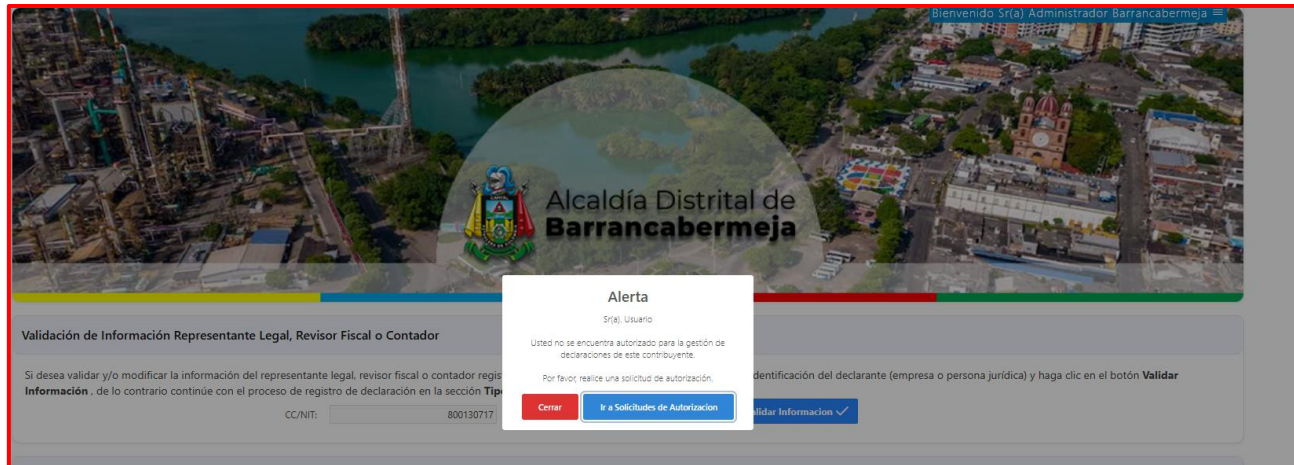 Bienvenido Sr(a) Administrador Barrancabermeja
Alcaldía Distrital de
Barrancabermeja
Alerta
Sr(a). Usuario
Usted no se encuentra autorizado para la gestión de
declaraciones de este contribuyente.
Por favor, realice una solicitud de autorización.
Cerrar
Ir a Solicitudes de Autorizacion
Validación de Información Representante Legal, Revisor Fiscal o Contador
Si desea validar y/o modificar la información del representante legal, revisor fiscal o contador regis dentificación del declarante (empresa o persona jurídica) y haga clic en el botón Validar
Información . de lo contrario continúe con el proceso de registro de declaración en la sección Tip
CC/NIT: 800130717 alidar Informacion